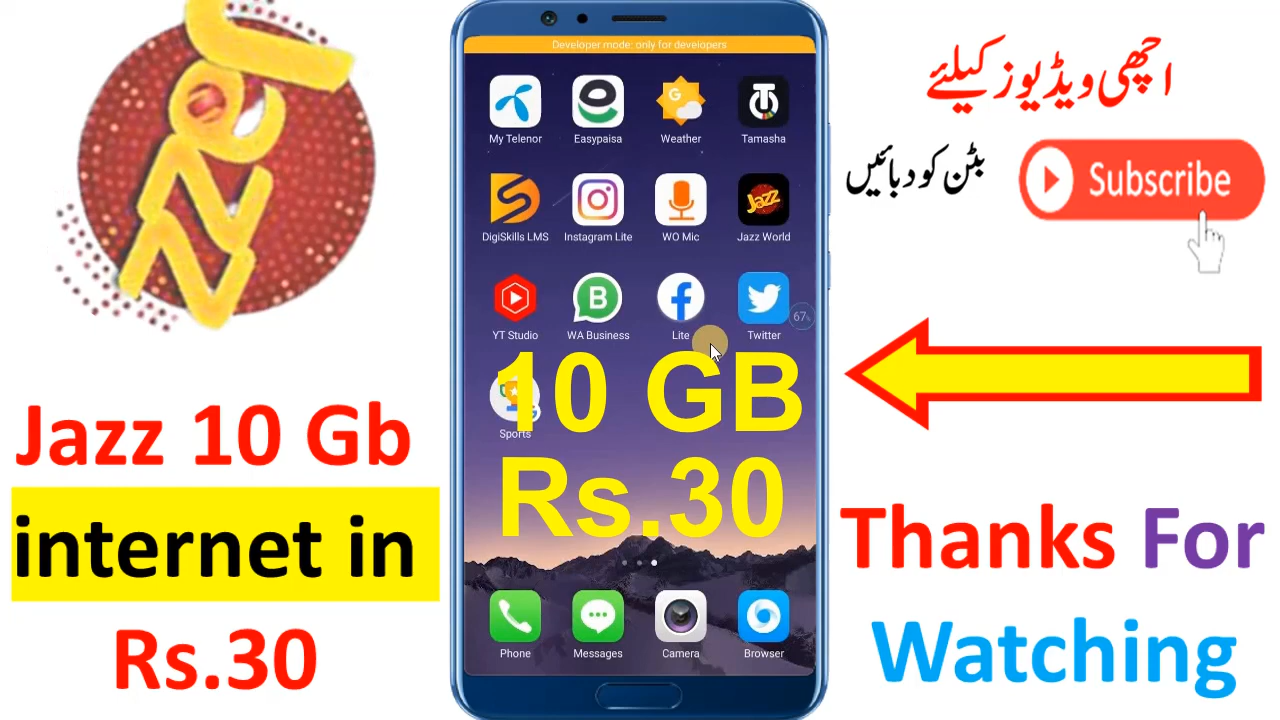 Jazz
Jazz 10 Gb
internet in
Rs.30
Developer mode: only for developers
My Telenor
Easypaisa
Weather
Tamasha
DigiSkills LMS
Instagram Lite
WO Mic
Jazz
Jazz World
YT Studio
B
WA Business
Lite
Twitter
67%
10 GB
Sports
Rs.30
Phone
Messages
Camera
Browser
اچھی ویڈیوز کیلئے
بٹن کو دبائیں
Subscribe
Thanks For
Watching